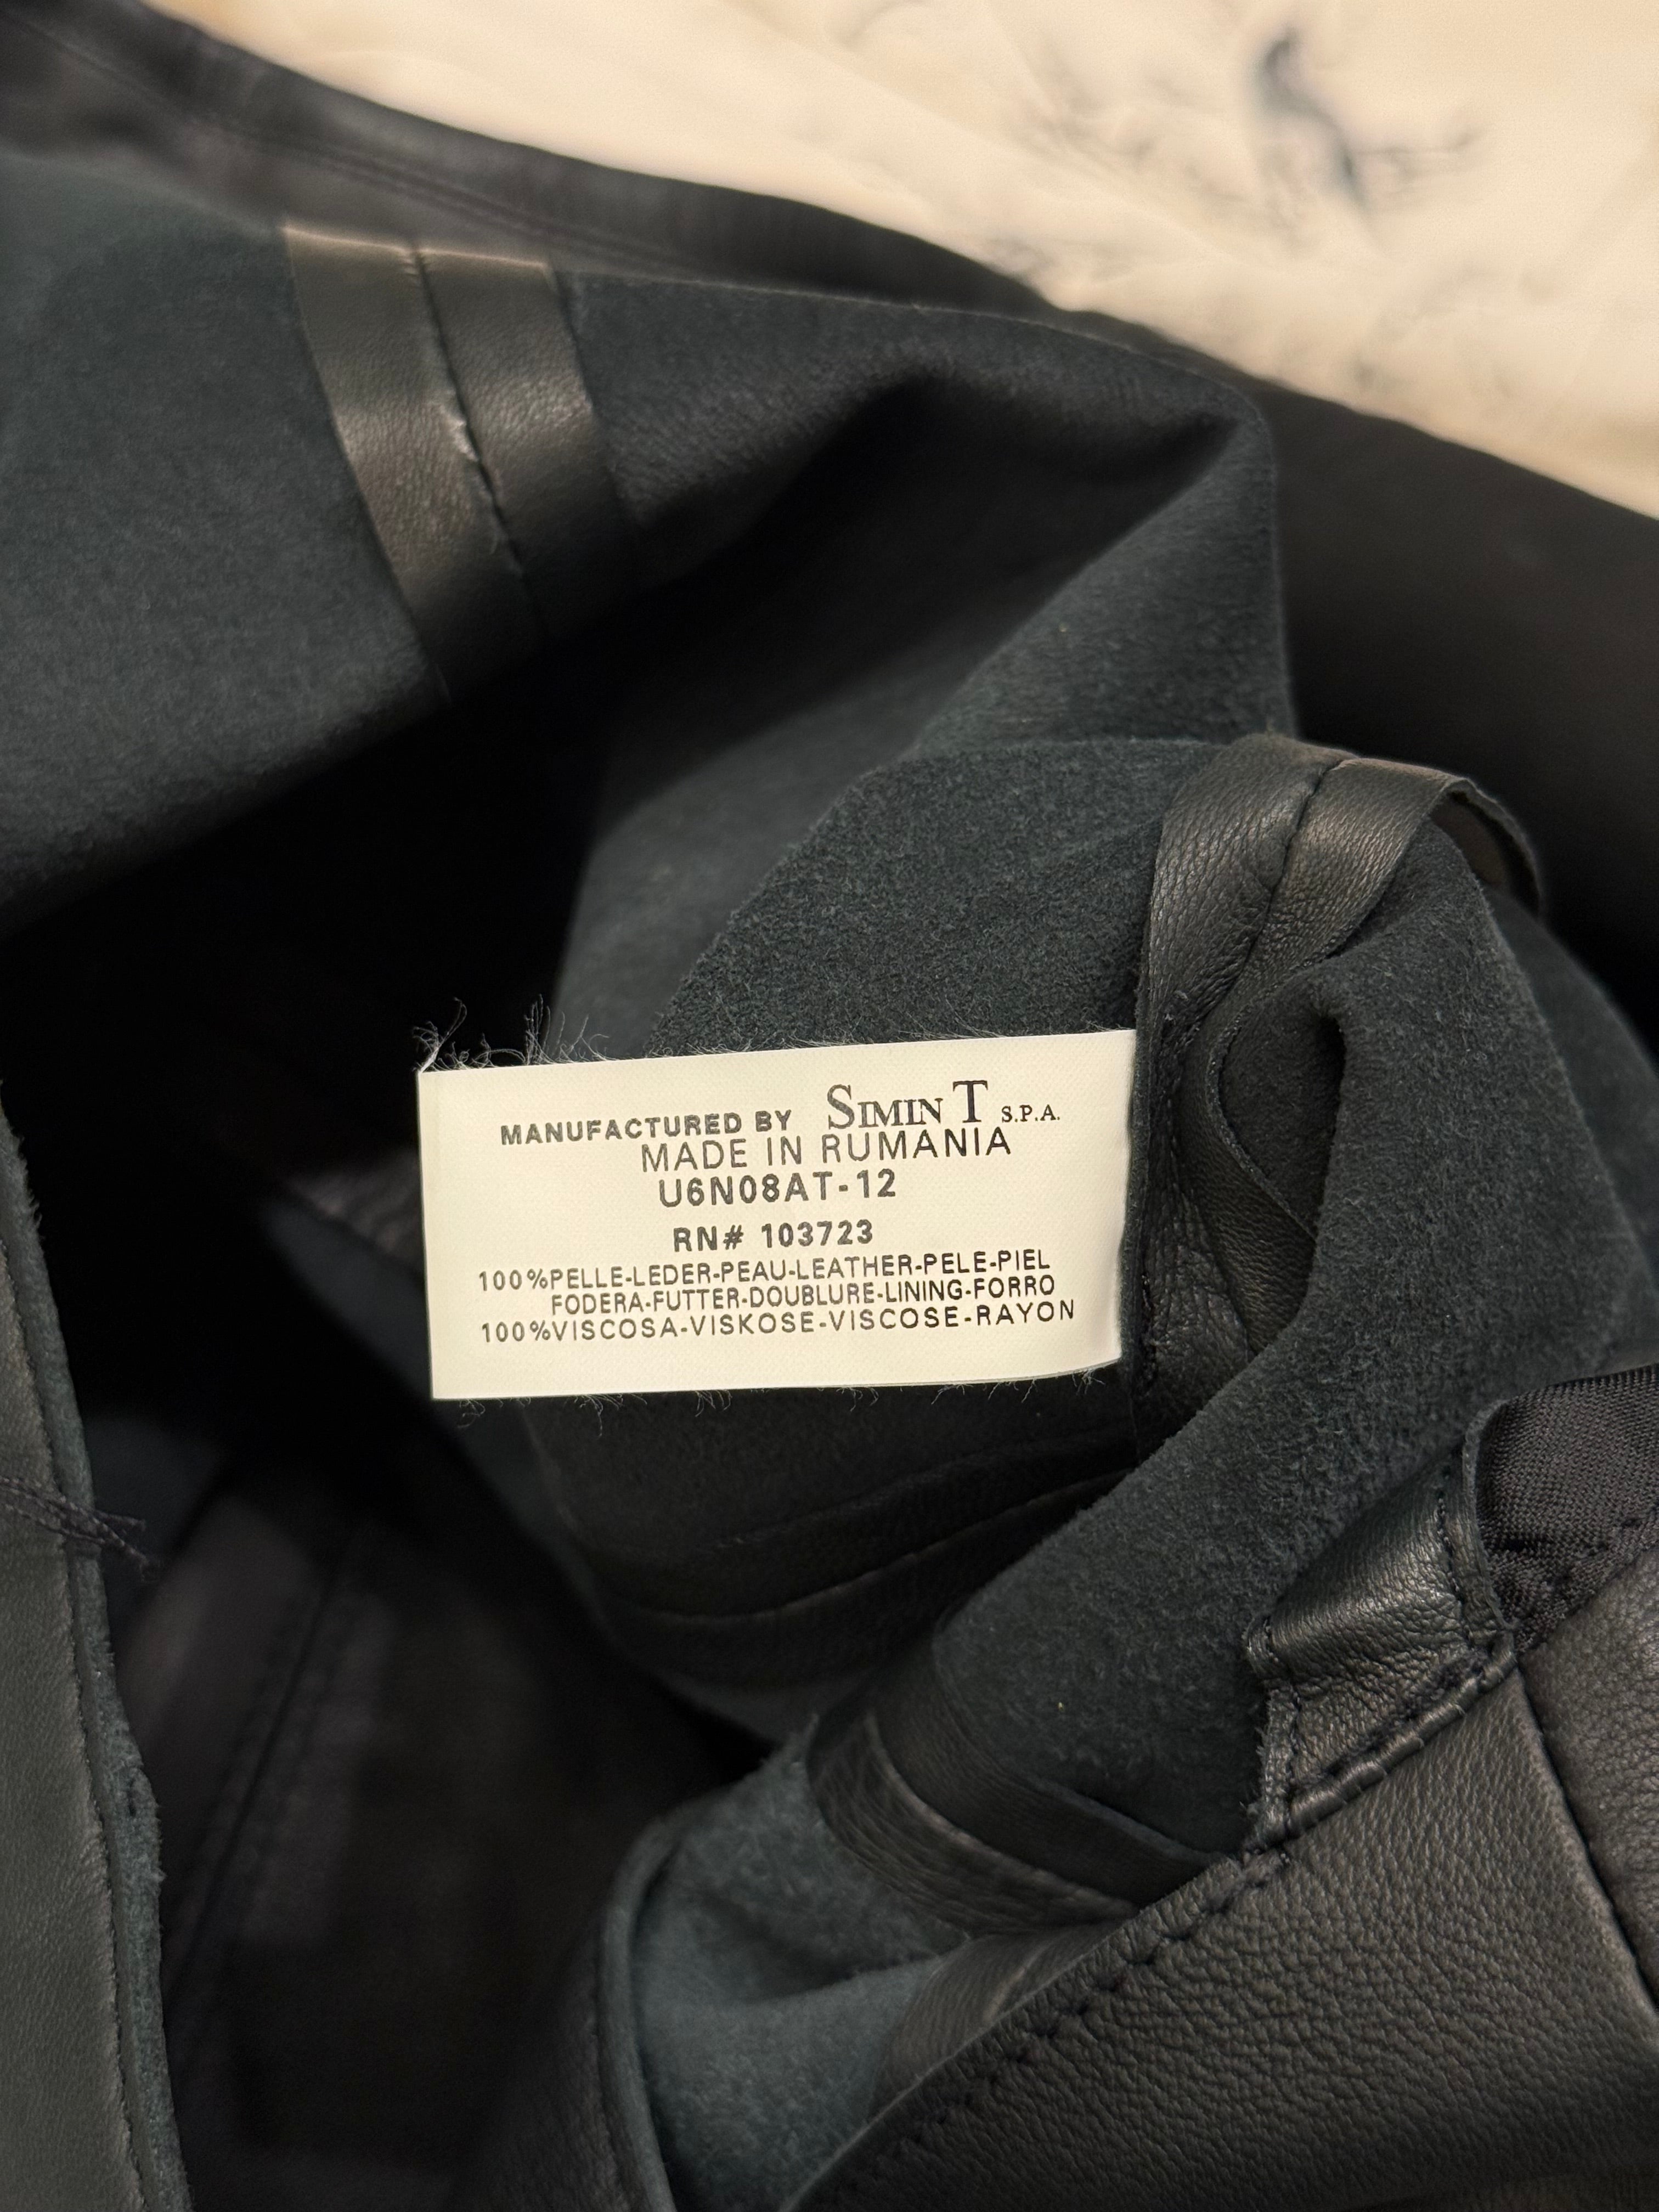 MANUFACTURED BY SIMIN T S.P.A.
MADE IN RUMANIA
U6N08AT-12
RN# 103723
100%PELLE-LEDER-PEAU-LEATHER-PELE-PIEL
FODERA-FUTTER-DOUBLURE-LINING-FORRO
100%VISCOSA-VISKOSE-VISCOSE-RAYON